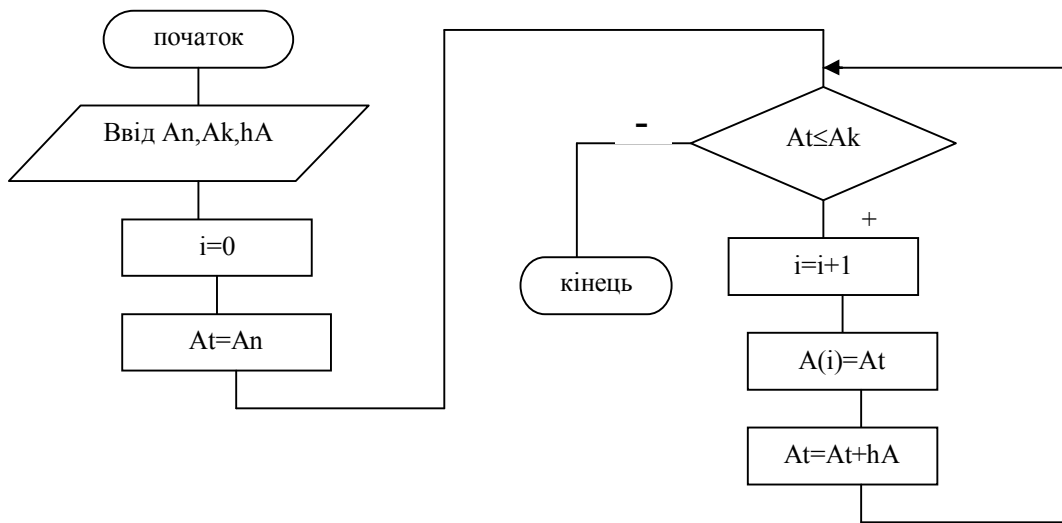 початок
Ввід An,Ak,hA
i=0
At=An
At≤Ak
-
+
кінець
i=i+1
A(i)=At
At=At+hA